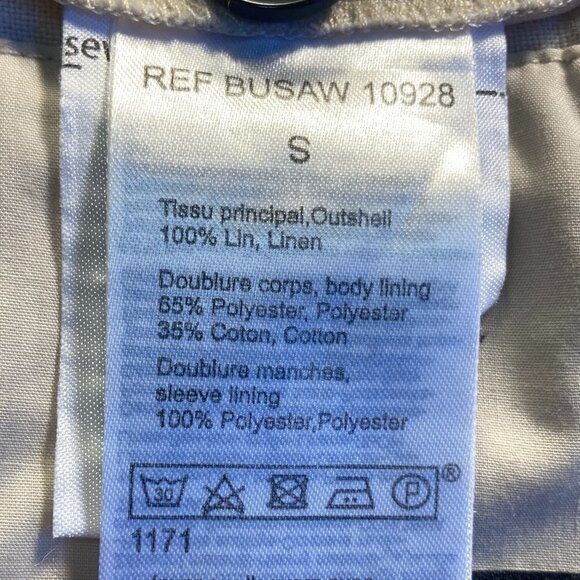 REF BUSAW 10928
S
Tissu principal,Outshell
100% Lin, Linen
Doublure corps, body lining
65% Polyester, Polyester
35% Coton, Cotton
Doublure manches,
sleeve lining
100% Polyester,Polyester
30 P ®
1171